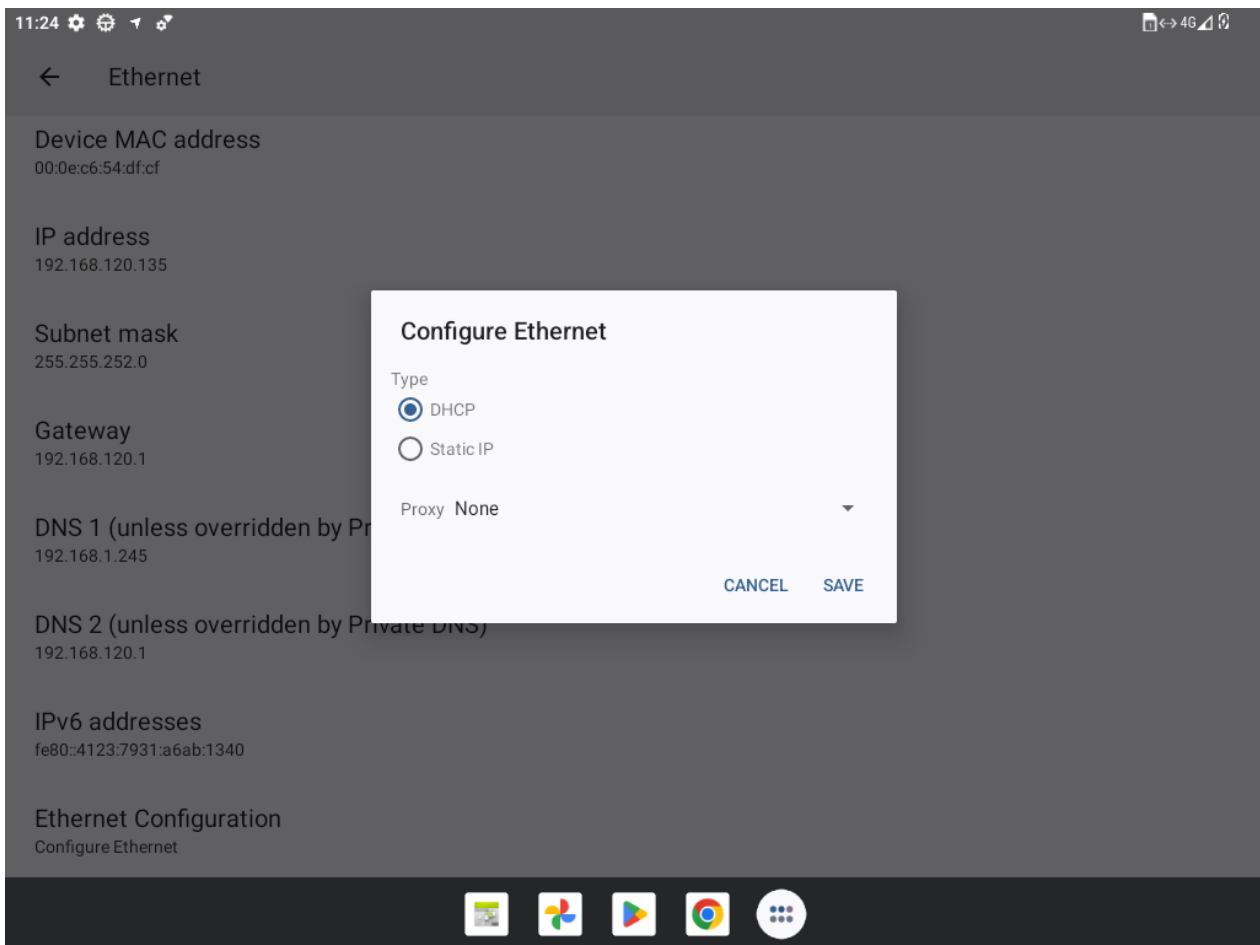 11:24
4G
Ethernet
Device MAC address
00:0e:c6:54:df:cf
IP address
192.168.120.135
Subnet mask
255.255.252.0
Gateway
192.168.120.1
DNS 1 (unless overridden by Pr
192.168.1.245
DNS 2 (unless overridden by Private DNS)
192.168.120.1
IPv6 addresses
fe80::4123:7931:a6ab:1340
Ethernet Configuration
Configure Ethernet
Configure Ethernet
Type
DHCP
Static IP
Proxy None
CANCEL SAVE